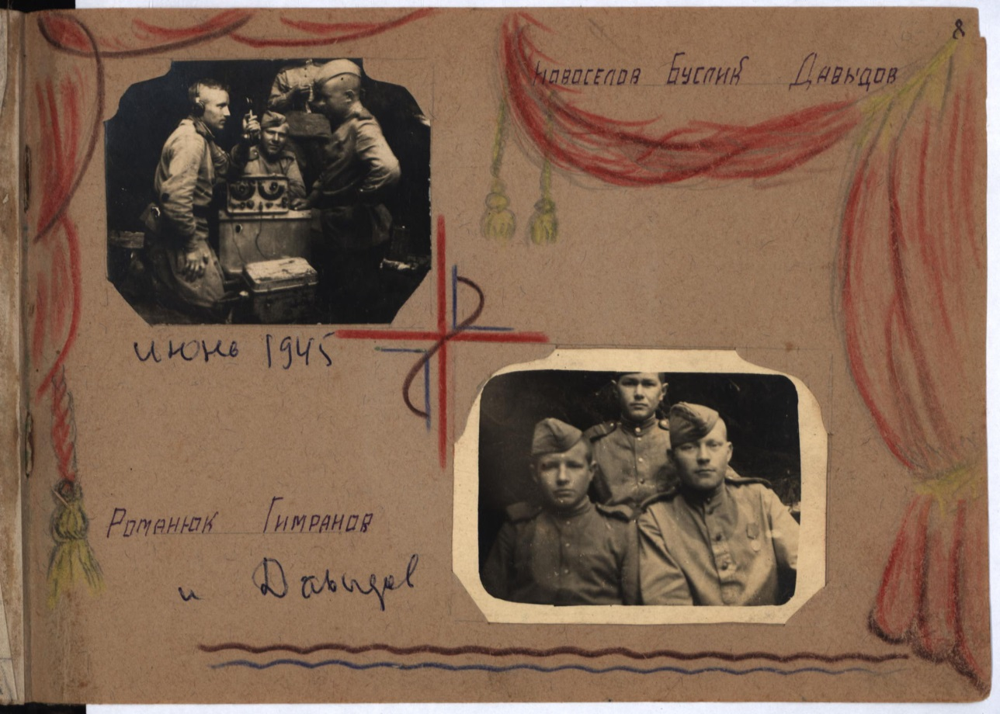 8
Новоселов Буслик Давыдов
июнь 1945
Романюк Гимранов
и Давыдов